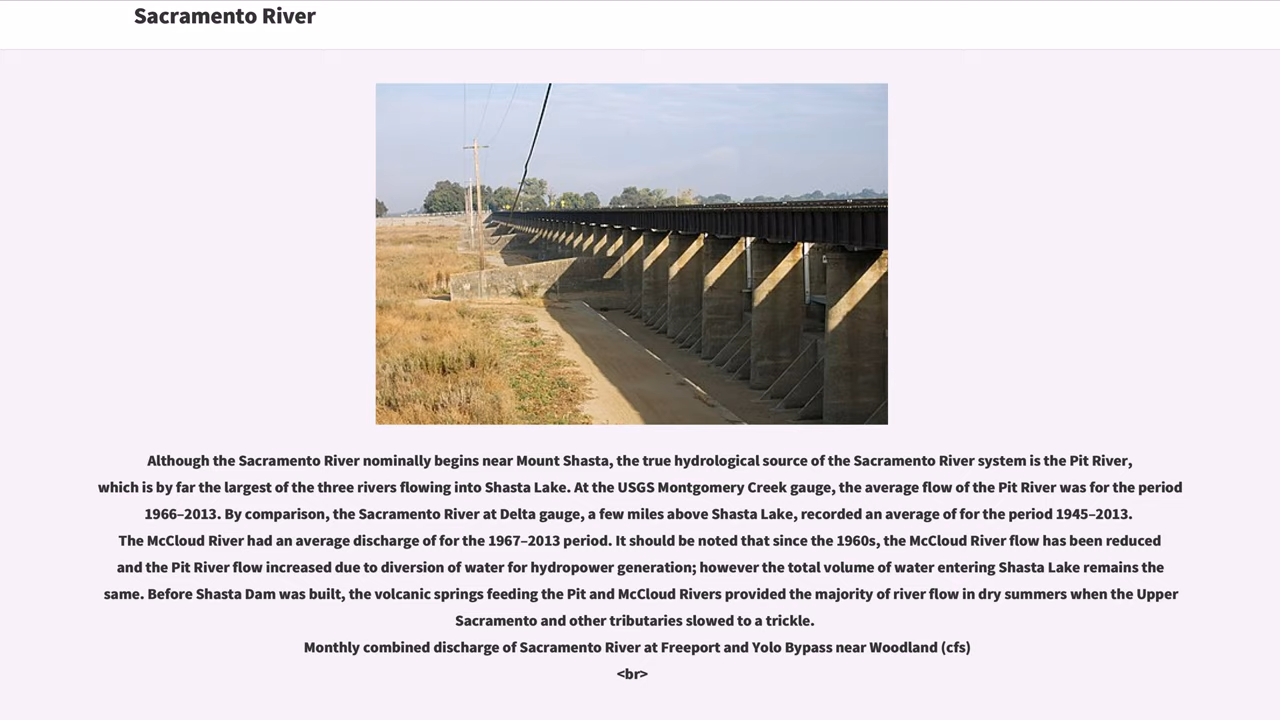 Sacramento River
Although the Sacramento River nominally begins near Mount Shasta, the true hydrological source of the Sacramento River system is the Pit River,
which is by far the largest of the three rivers flowing into Shasta Lake. At the USGS Montgomery Creek gauge, the average flow of the Pit River was for the period
1966–2013. By comparison, the Sacramento River at Delta gauge, a few miles above Shasta Lake, recorded an average of for the period 1945–2013.
The McCloud River had an average discharge of for the 1967–2013 period. It should be noted that since the 1960s, the McCloud River flow has been reduced
and the Pit River flow increased due to diversion of water for hydropower generation; however the total volume of water entering Shasta Lake remains the
same. Before Shasta Dam was built, the volcanic springs feeding the Pit and McCloud Rivers provided the majority of river flow in dry summers when the Upper
Sacramento and other tributaries slowed to a trickle.
Monthly combined discharge of Sacramento River at Freeport and Yolo Bypass near Woodland (cfs)
<br>